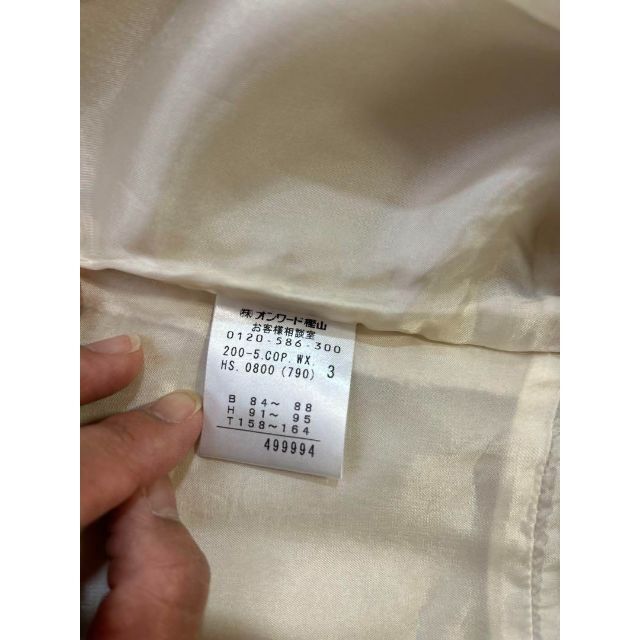 ㈱オンワード樫山
お客様相談室
0120-586-300
200-5.COP.WX. 3
HS.0800(790)
B 84～ 88
H 91～ 95
T158～164
499994